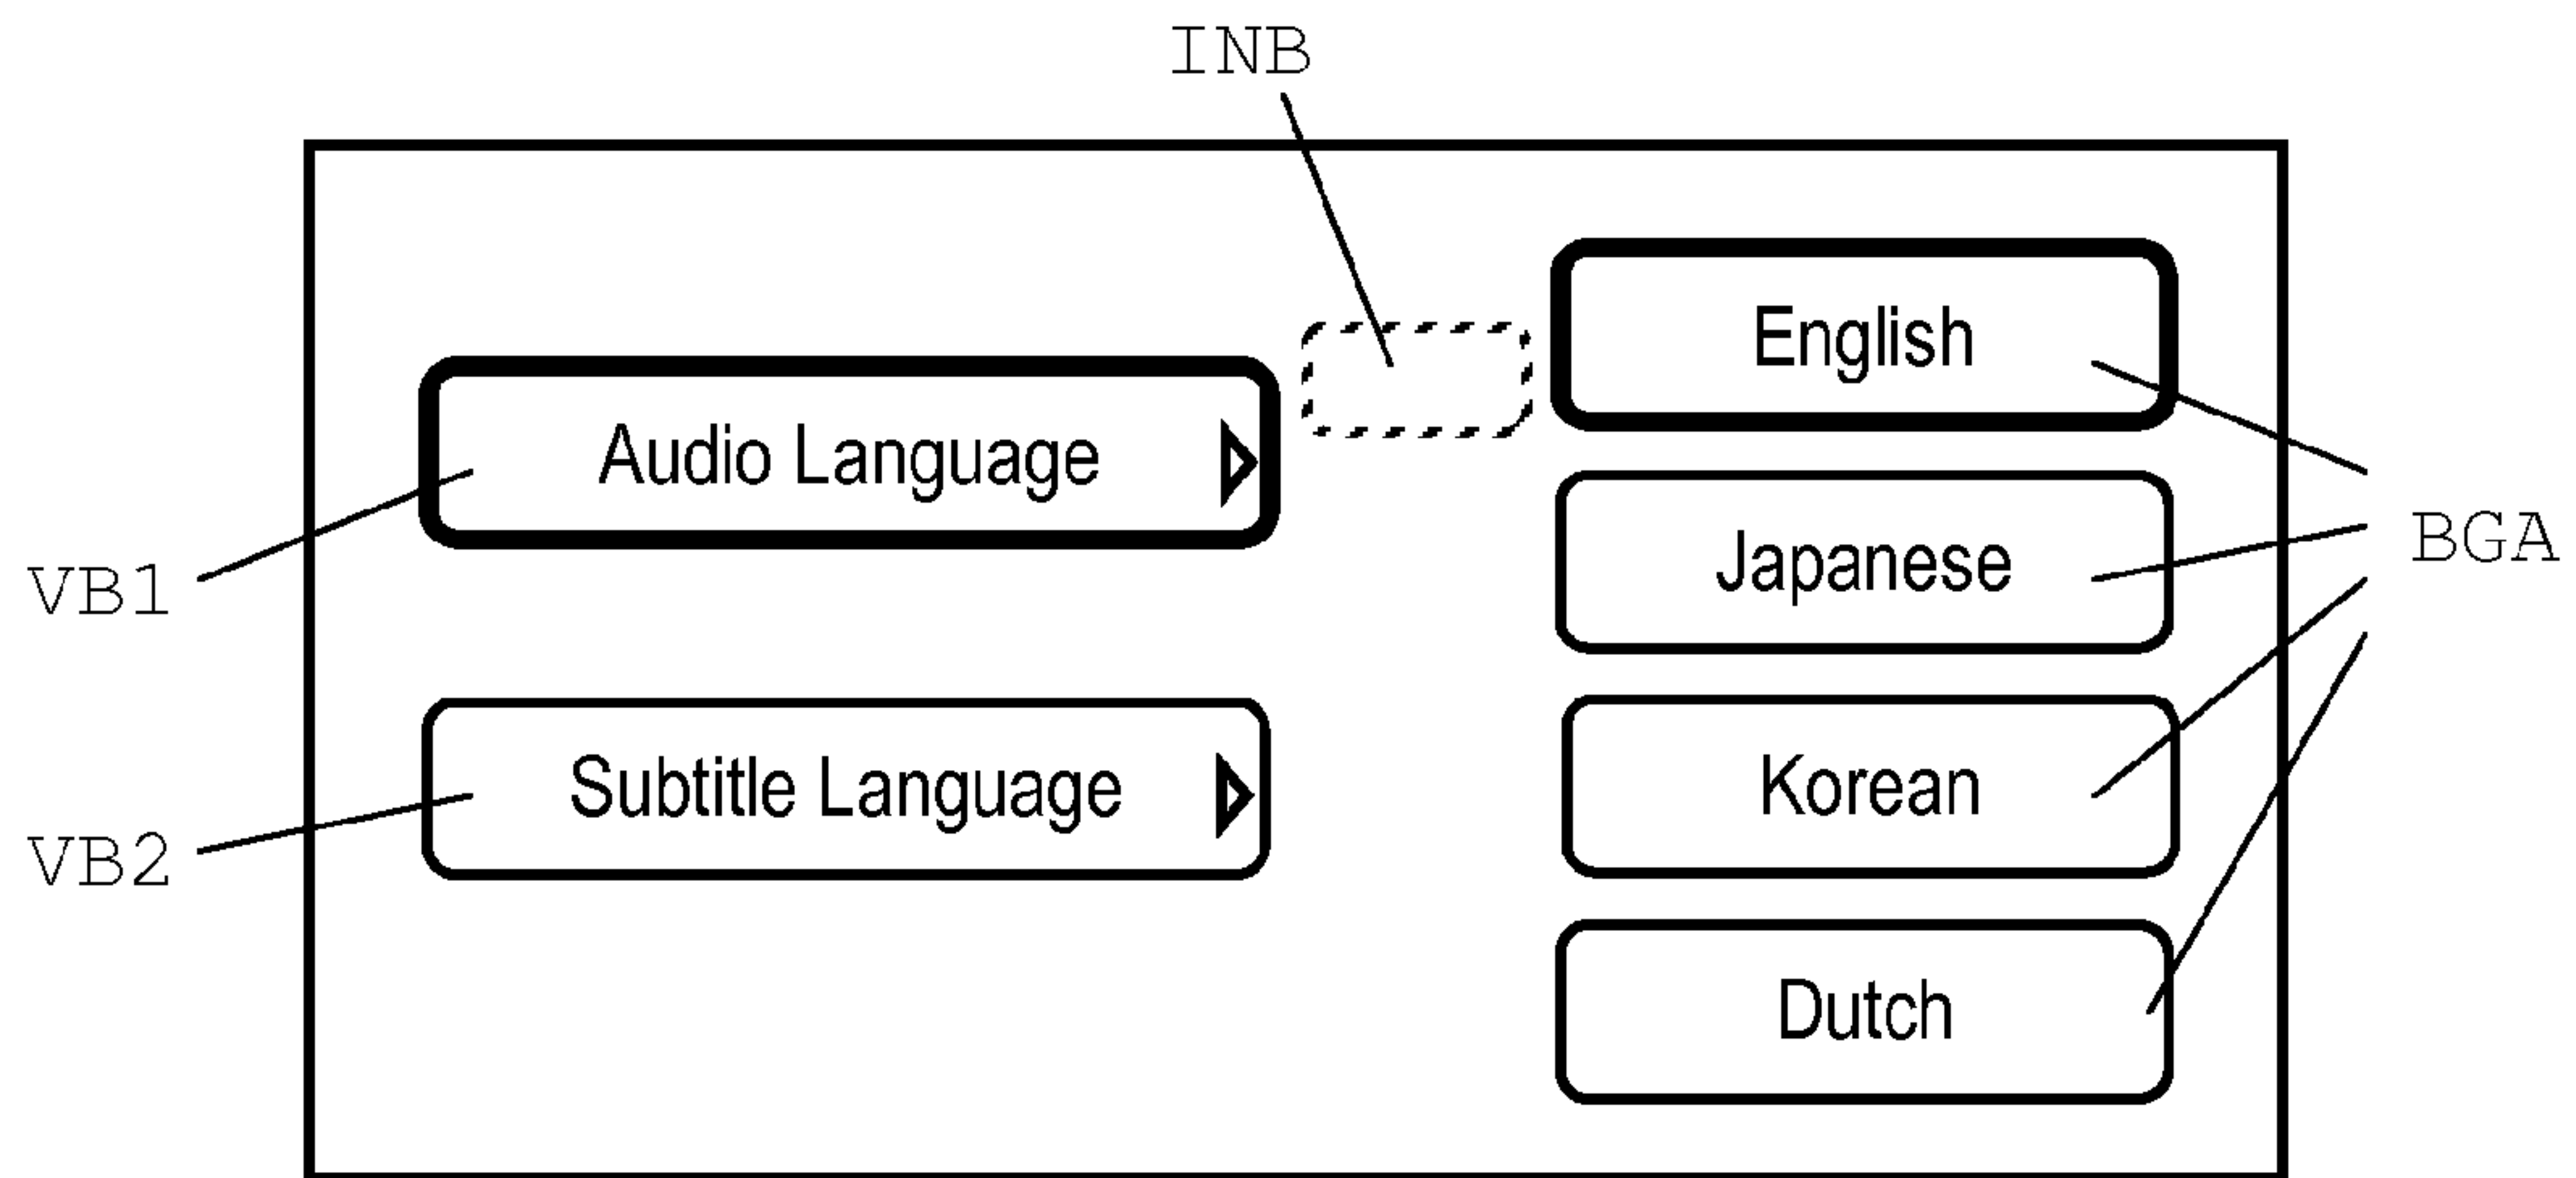 INB
English
Audio Language
BGA
Japanese
VB1
Subtitle Language
Korean
VB2
Dutch